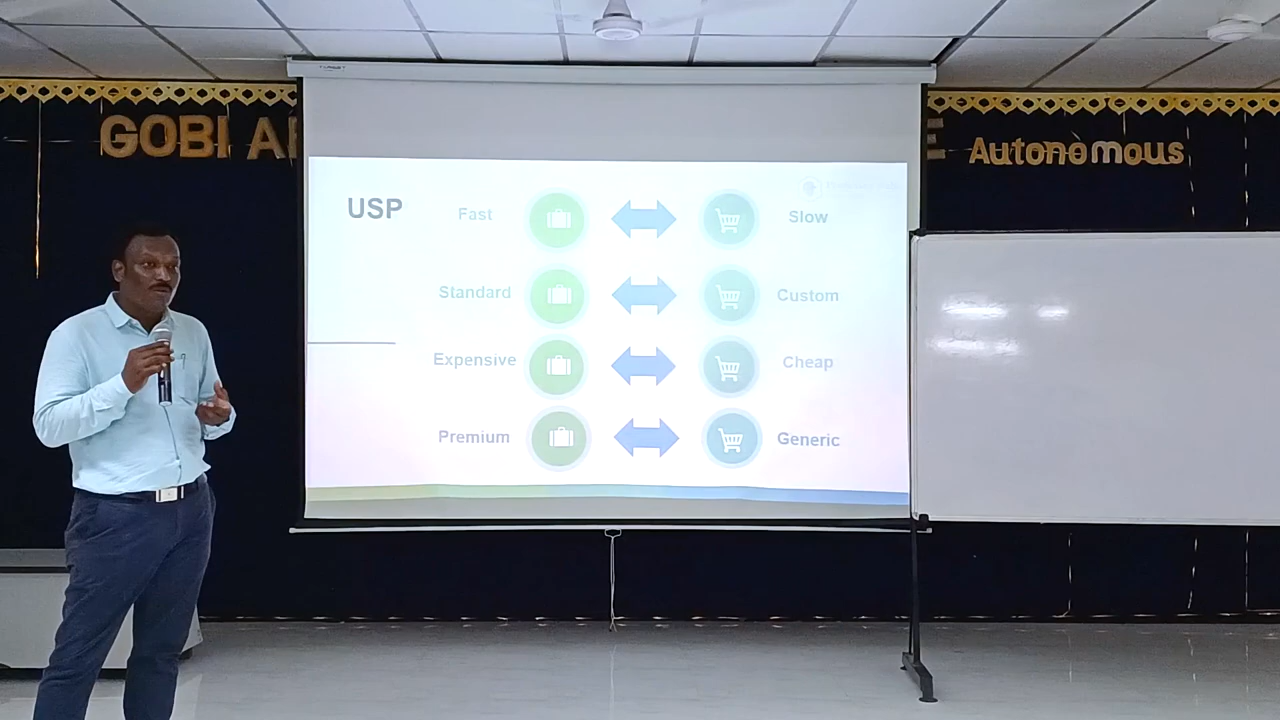 GOBI A
Autonomous
USP
Fast
Slow
Standard
Custom
Expensive
Cheap
Premium
Generic